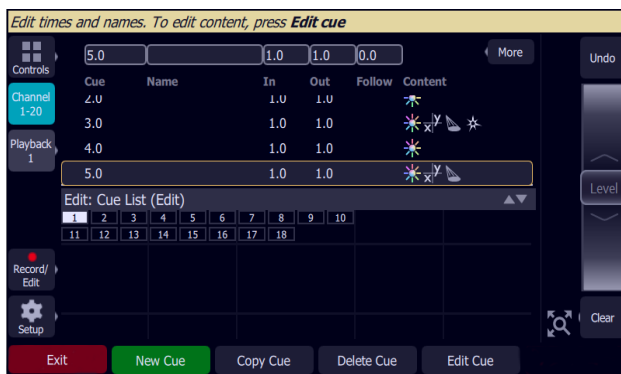 Edit times and names. To edit content, press Edit cue
Controls
5.0 1.0 1.0 0.0 More Undo
Cue Name In Out Follow Content
Channel
1-20
2.0 1.0 1.0
3.0 1.0 1.0 x y
Playback
1
4.0 1.0 1.0
5.0 1.0 1.0 x y
Level
Edit: Cue List (Edit)
1 2 3 4 5 6 7 8 9 10
11 12 13 14 15 16 17 18
Record/
Edit
Setup
Clear
Exit New Cue Copy Cue Delete Cue Edit Cue